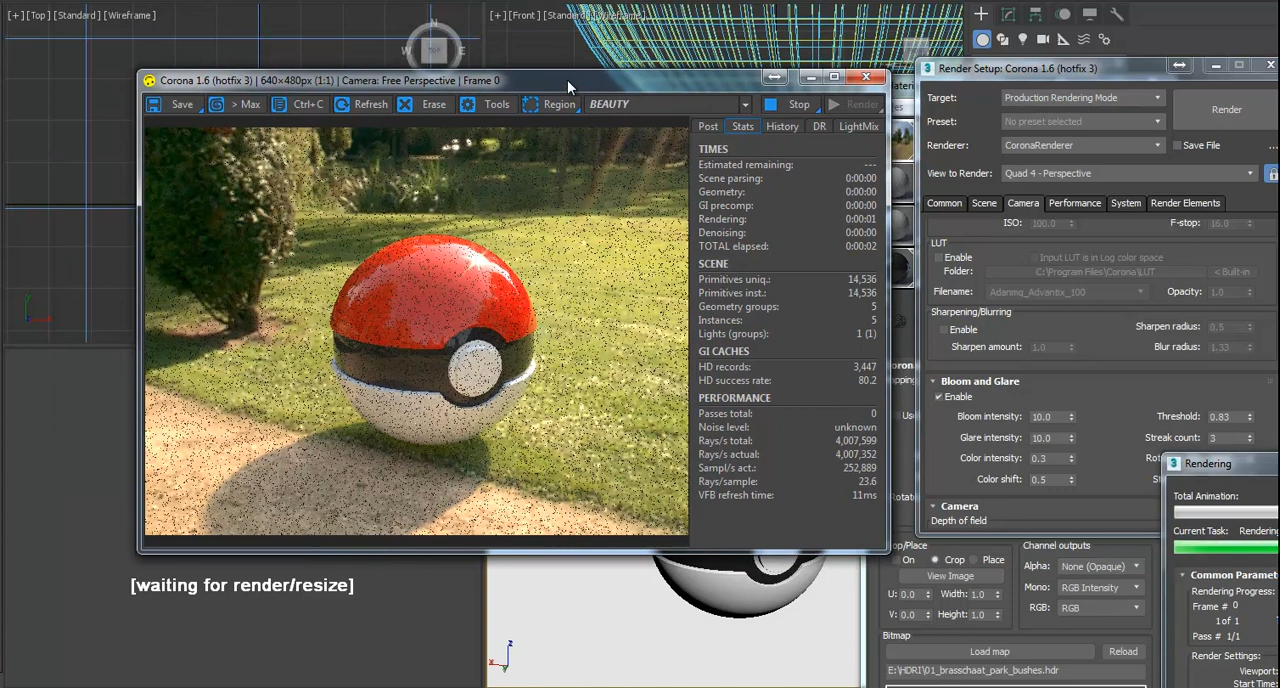 [+] [Top] [Standard] [Wireframe]
[+] [Front] [Standard] [Wireframe]
N
W TOP E
Corona 1.6 (hotfix 3) | 640×480px (1:1) | Camera: Free Perspective | Frame 0
Save > Max Ctrl+C Refresh Erase Tools Region BEAUTY Stop Render
Post Stats History DR LightMix
TIMES
Estimated remaining: ---
Scene parsing: 0:00:00
Geometry: 0:00:00
GI precomp: 0:00:00
Rendering: 0:00:01
Denoising: 0:00:00
TOTAL elapsed: 0:00:02
SCENE
Primitives uniq.: 14,536
Primitives inst.: 14,536
Geometry groups: 5
Instances: 5
Lights (groups): 1 (1)
GI CACHES
HD records: 3,447
HD success rate: 80.2
PERFORMANCE
Passes total: 0
Noise level: unknown
Rays/s total: 4,007,599
Rays/s actual: 4,007,352
Sampl/s act.: 252,889
Rays/sample: 23.6
VFB refresh time: 11ms
[waiting for render/resize]
3 Render Setup: Corona 1.6 (hotfix 3)
Target: Production Rendering Mode
Preset: No preset selected
Render
Renderer: CoronaRenderer Save File ...
View to Render: Quad 4 - Perspective
Common Scene Camera Performance System Render Elements
ISO: 100.0 F-stop: 16.0
LUT
Enable Input LUT is in Log color space
Folder: C:\Program Files\Corona\LUT < Built-in
Filename: Adanmq_Advantix_100 Opacity: 1.0
Sharpening/Blurring
Enable Sharpen radius: 0.5
Sharpen amount: 1.0 Blur radius: 1.33
Bloom and Glare
Enable
Bloom intensity: 10.0 Threshold: 0.83
Glare intensity: 10.0 Streak count: 3
Color intensity: 0.3
Color shift: 0.5
Camera
Depth of field
3 Rendering
Total Animation:
Current Task:
Common Parame
Rendering Progress:
Frame # 0
1 of 1
Pass # 1/1
Render Settings:
Viewport:
Start Time:
On Crop Place
View Image
U: 0.0 Width: 1.0
V: 0.0 Height: 1.0
Channel outputs
Alpha: None (Opaque)
Mono: RGB Intensity
RGB: RGB
Bitmap
Load map Reload
E:\HDRI\01_brasschaat_park_bushes.hdr
z
x
y